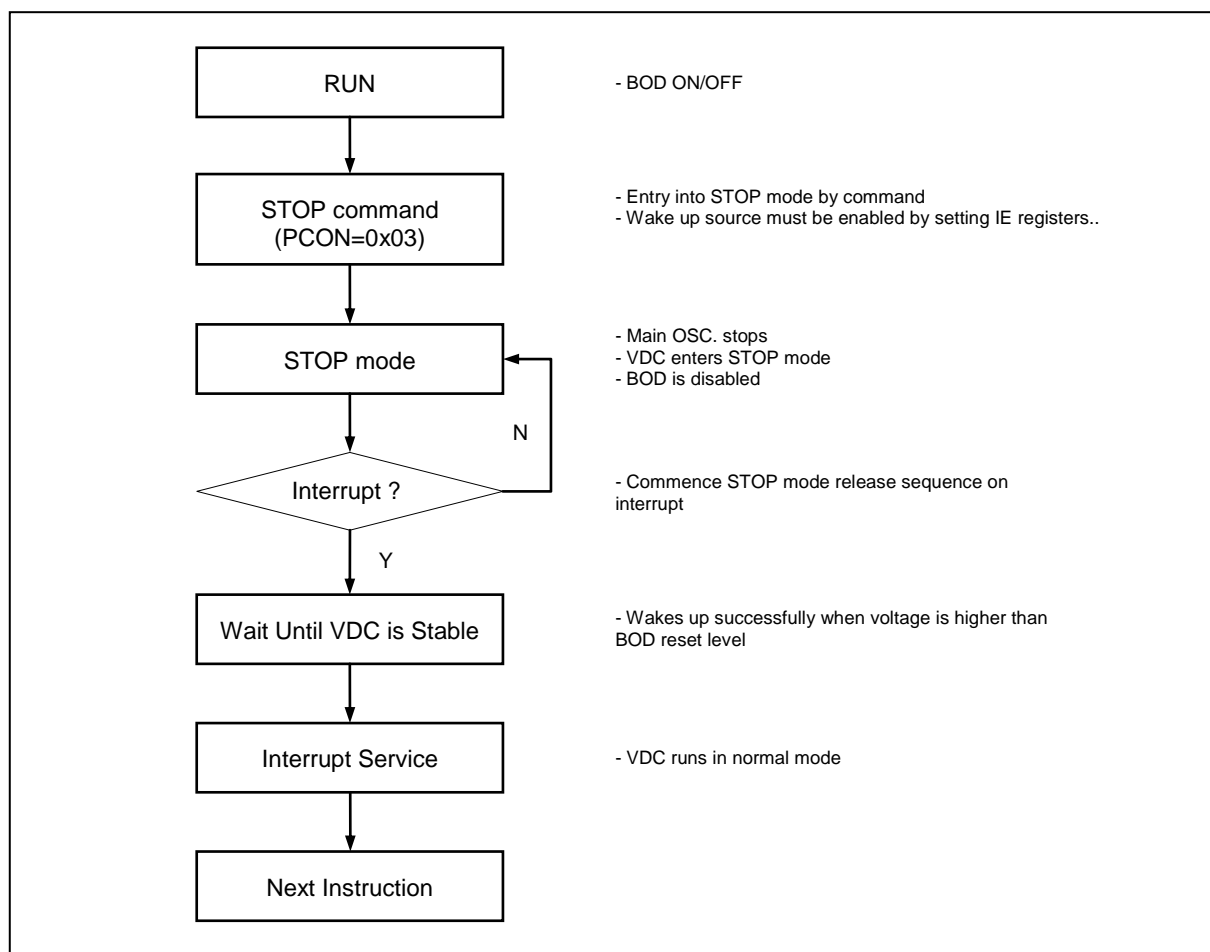 RUN
- BOD ON/OFF
STOP command
(PCON=0x03)
- Entry into STOP mode by command
- Wake up source must be enabled by setting IE registers..
STOP mode
- Main OSC. stops
- VDC enters STOP mode
- BOD is disabled
N
Interrupt ?
- Commence STOP mode release sequence on
interrupt
Y
Wait Until VDC is Stable
- Wakes up successfully when voltage is higher than
BOD reset level
Interrupt Service
- VDC runs in normal mode
Next Instruction